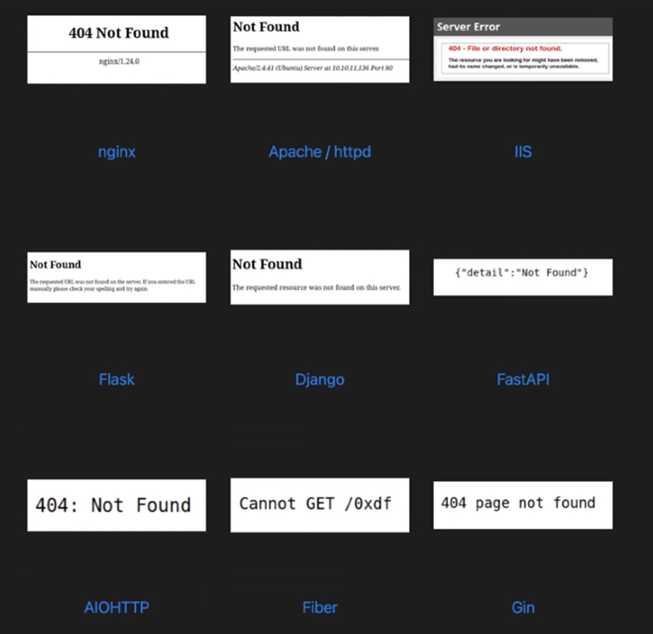 404 Not Found
nginx/1.24.0
Not Found
The requested URL was not found on this server.
Apache/2.4.41 (Ubuntu) Server at 10.10.11.136 Port 80
Server Error
404 - File or directory not found.
The resource you are looking for might have been removed,
had its name changed, or is temporarily unavailable.
nginx
Apache / httpd
IIS
Not Found
The requested URL was not found on the server. If you entered the URL
manually please check your spelling and try again.
Not Found
The requested resource was not found on this server.
{"detail":"Not Found"}
Flask
Django
FastAPI
404: Not Found
Cannot GET /0xdf
404 page not found
AIOHTTP
Fiber
Gin